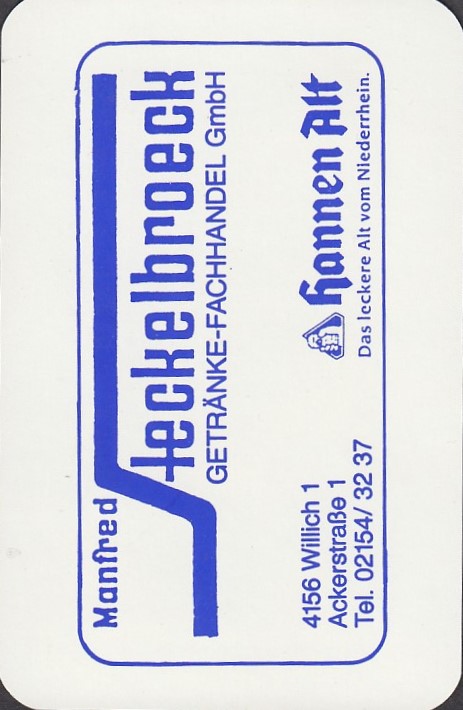 Manfred
Steckelbroeck
GETRÄNKE-FACHHANDEL GmbH
4156 Willich 1
Ackerstraße 1
Tel. 02154/ 32 37
Hannen Alt
Das leckere Alt vom Niederrhein.